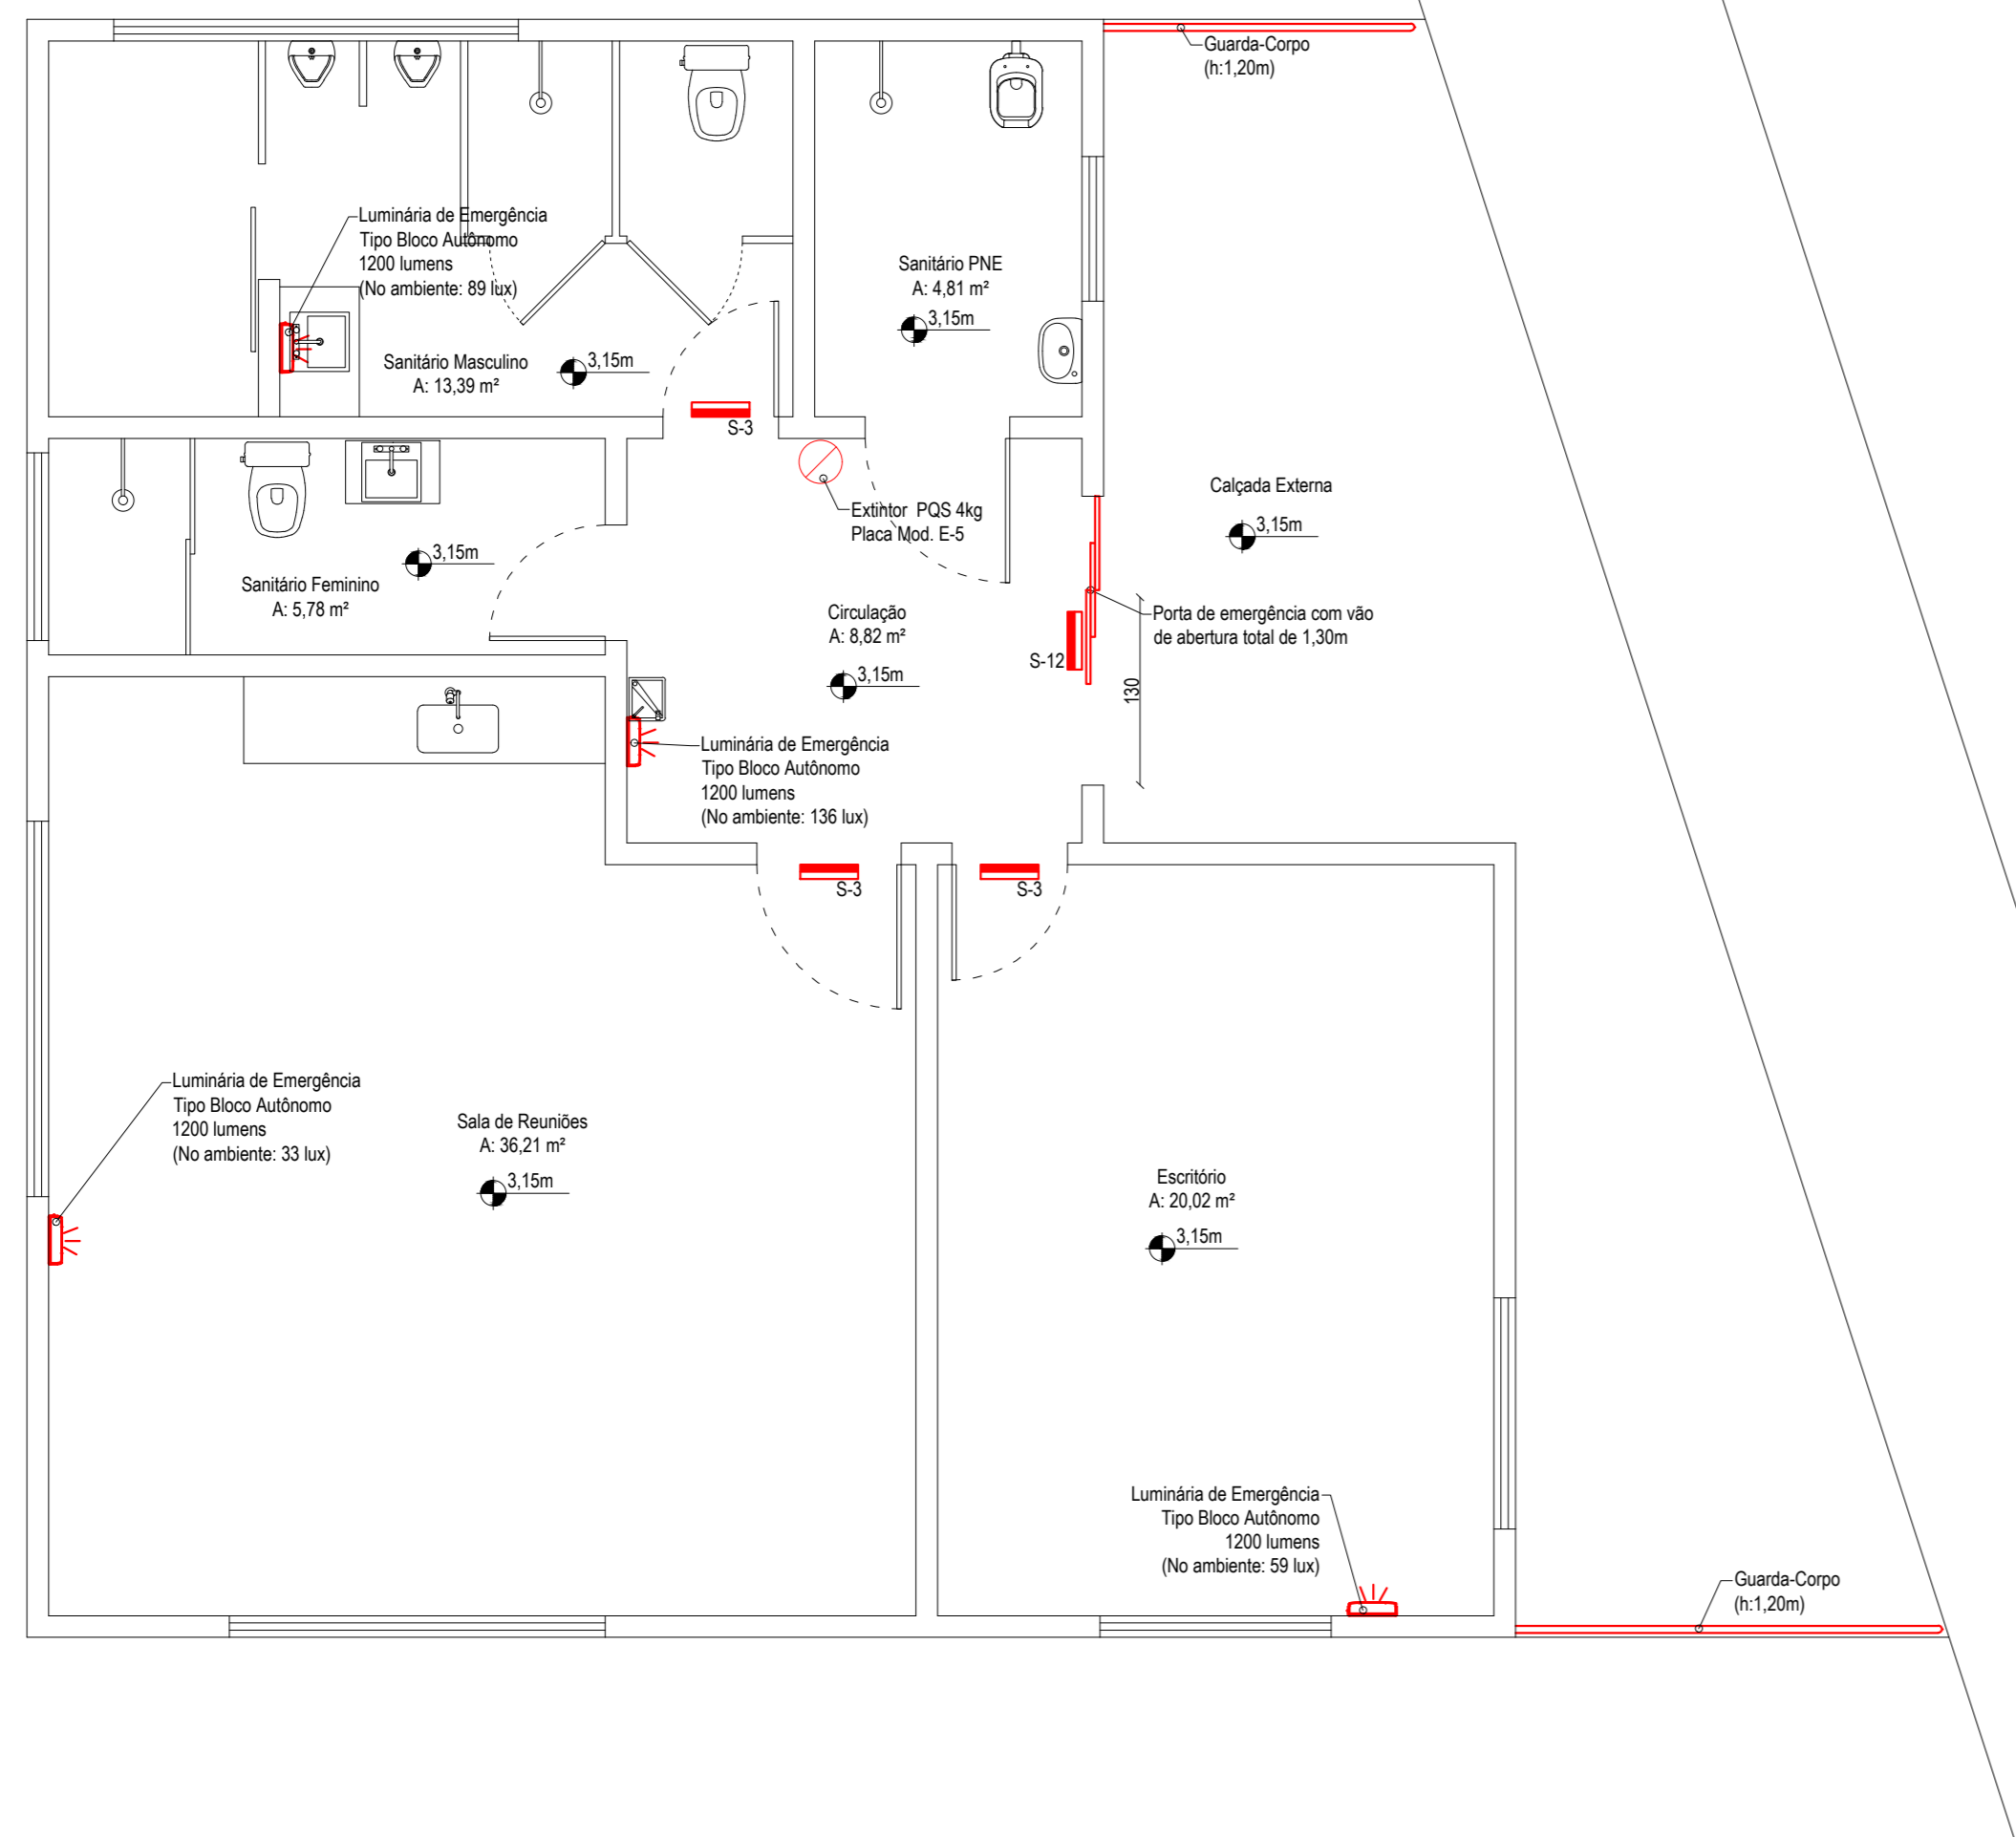 Guarda-Corpo
(h:1,20m)
Luminária de Emergência
Tipo Bloco Autônomo
1200 lumens
(No ambiente: 89 lux)
Sanitário PNE
A: 4,81 m²
3,15m
Sanitário Masculino
A: 13,39 m²
3,15m
S-3
Extintor PQS 4kg
Placa Mod. E-5
Calçada Externa
3,15m
3,15m
Sanitário Feminino
A: 5,78 m²
Circulação
A: 8,82 m²
3,15m
Porta de emergência com vão
de abertura total de 1,30m
S-12
130
Luminária de Emergência
Tipo Bloco Autônomo
1200 lumens
(No ambiente: 136 lux)
S-3
S-3
Luminária de Emergência
Tipo Bloco Autônomo
1200 lumens
(No ambiente: 33 lux)
Sala de Reuniões
A: 36,21 m²
3,15m
Escritório
A: 20,02 m²
3,15m
Luminária de Emergência
Tipo Bloco Autônomo
1200 lumens
(No ambiente: 59 lux)
Guarda-Corpo
(h:1,20m)